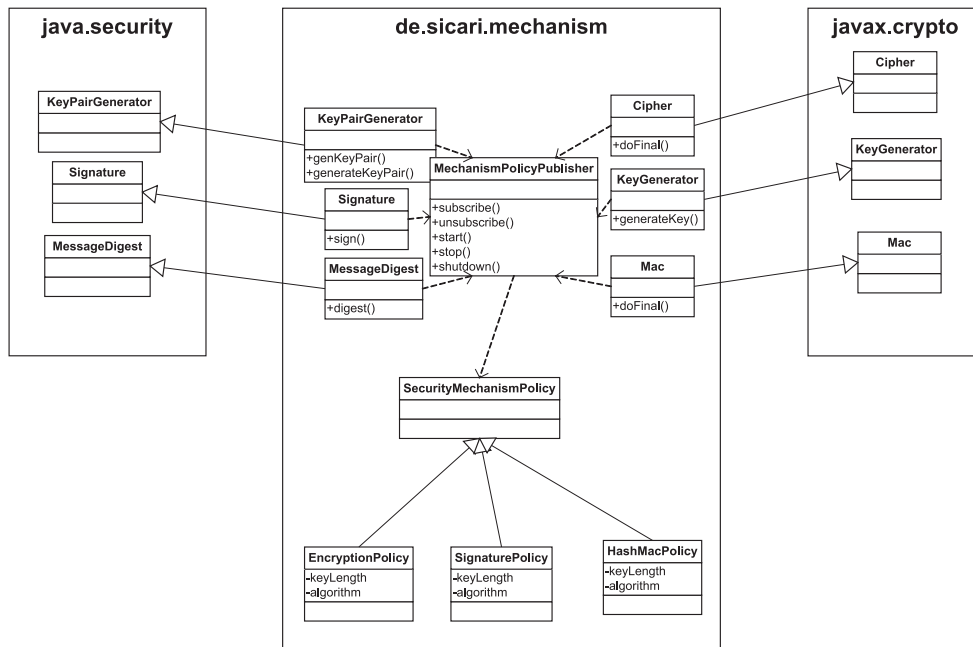 java.security
KeyPairGenerator
Signature
MessageDigest
de.sicari.mechanism
KeyPairGenerator
+genKeyPair()
+generateKeyPair()
Signature
+sign()
MessageDigest
+digest()
MechanismPolicyPublisher
+subscribe()
+unsubscribe()
+start()
+stop()
+shutdown()
Cipher
+doFinal()
KeyGenerator
+generateKey()
Mac
+doFinal()
SecurityMechanismPolicy
EncryptionPolicy
-keyLength
-algorithm
SignaturePolicy
-keyLength
-algorithm
HashMacPolicy
-keyLength
-algorithm
javax.crypto
Cipher
KeyGenerator
Mac